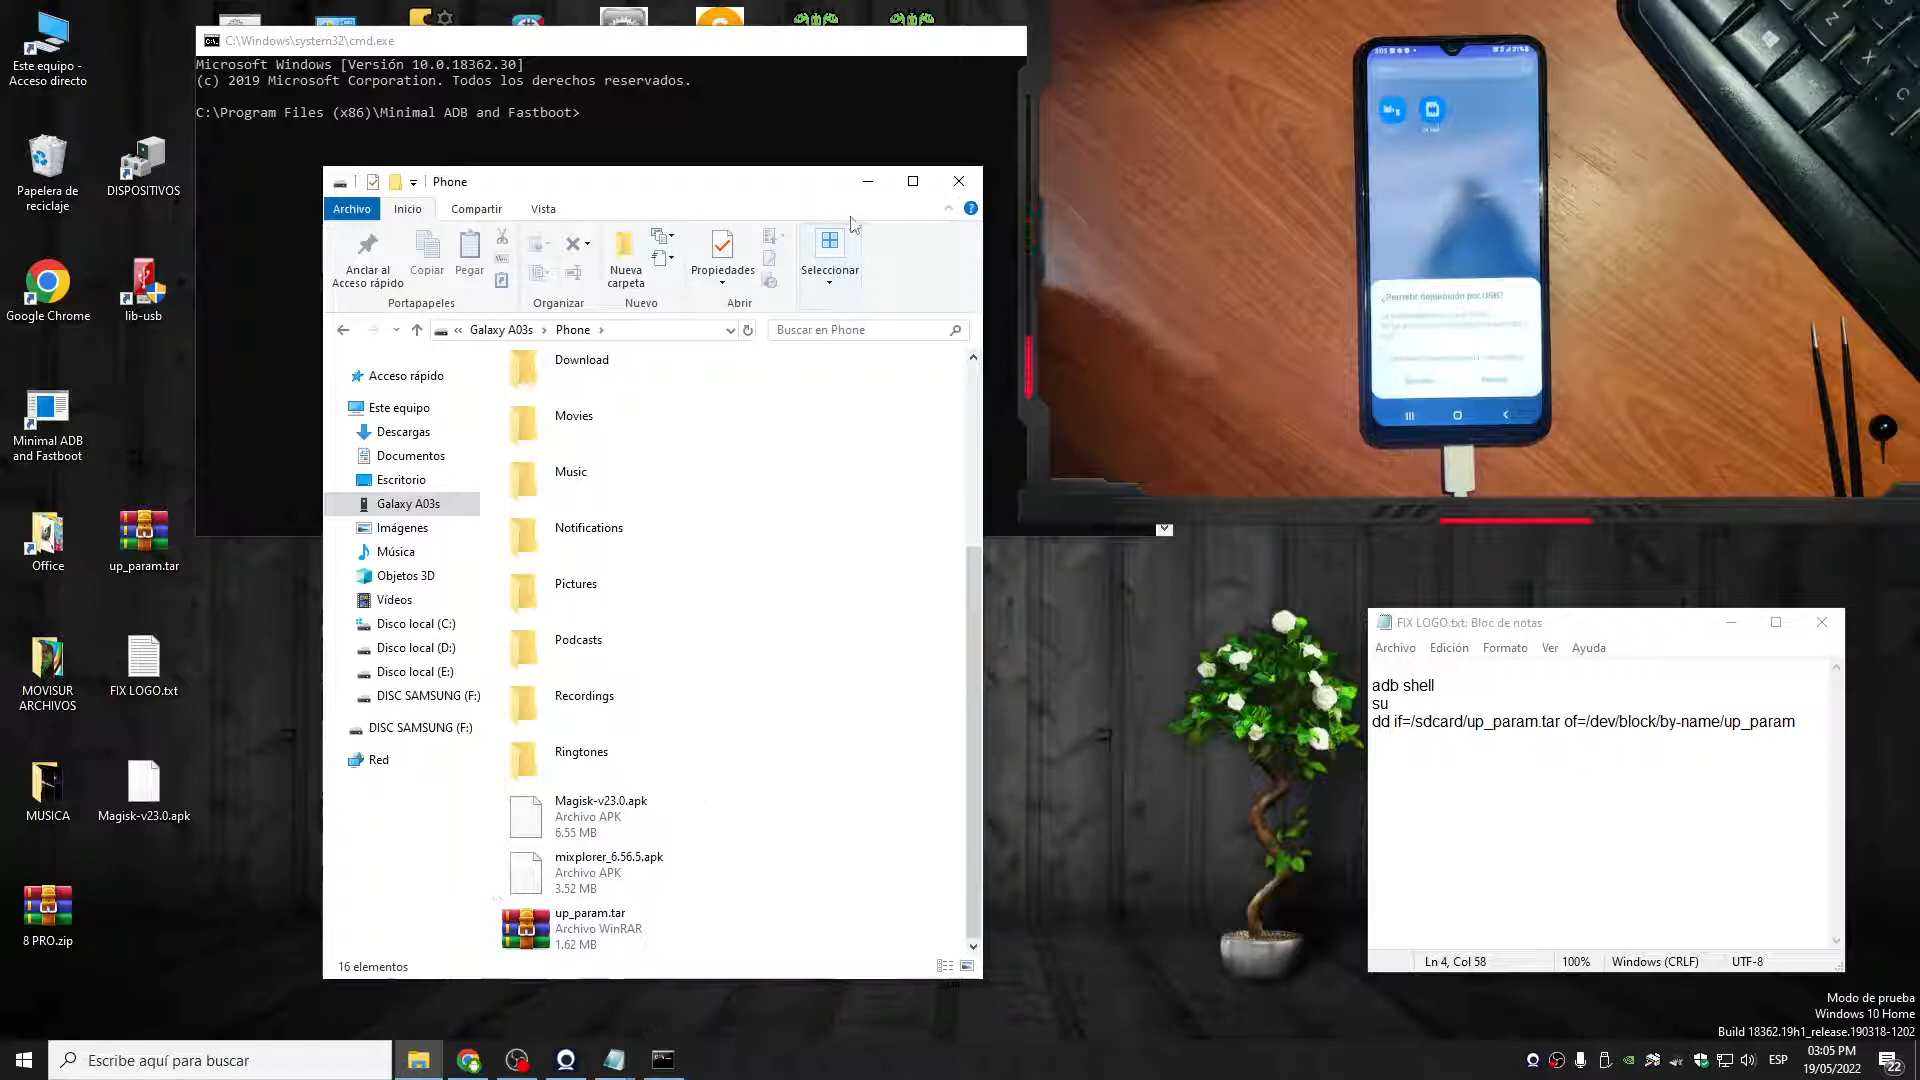 Este equipo -
Acceso directo
Papelera de
reciclaje
DISPOSITIVOS
Google Chrome
lib-usb
Minimal ADB
and Fastboot
Office
up_param.tar
MOVISUR
ARCHIVOS
FIX LOGO.txt
MUSICA
Magisk-v23.0.apk
8 PRO.zip
C:\Windows\system32\cmd.exe
Microsoft Windows [Versión 10.0.18362.30]
(c) 2019 Microsoft Corporation. Todos los derechos reservados.
C:\Program Files (x86)\Minimal ADB and Fastboot>
Phone
Archivo Inicio Compartir Vista
Anclar al
Acceso rápido
Copiar
Pegar
Nueva
carpeta
Propiedades
Seleccionar
Portapapeles Organizar Nuevo Abrir
« Galaxy A03s > Phone >
Buscar en Phone
Acceso rápido
Este equipo
Descargas
Documentos
Escritorio
Galaxy A03s
Imágenes
Música
Objetos 3D
Vídeos
Disco local (C:)
Disco local (D:)
Disco local (E:)
DISC SAMSUNG (F:)
DISC SAMSUNG (F:)
Red
Download
Movies
Music
Notifications
Pictures
Podcasts
Recordings
Ringtones
Magisk-v23.0.apk
Archivo APK
6.55 MB
mixplorer_6.56.5.apk
Archivo APK
3.52 MB
up_param.tar
Archivo WinRAR
1.62 MB
16 elementos
¿Permitir depuración por USB?
FIX LOGO.txt: Bloc de notas
Archivo Edición Formato Ver Ayuda
adb shell
su
dd if=/sdcard/up_param.tar of=/dev/block/by-name/up_param
Ln 4, Col 58 100% Windows (CRLF) UTF-8
Modo de prueba
Windows 10 Home
Build 18362.19h1_release.190318-1202
Escribe aquí para buscar
ESP
03:05 PM
19/05/2022
22